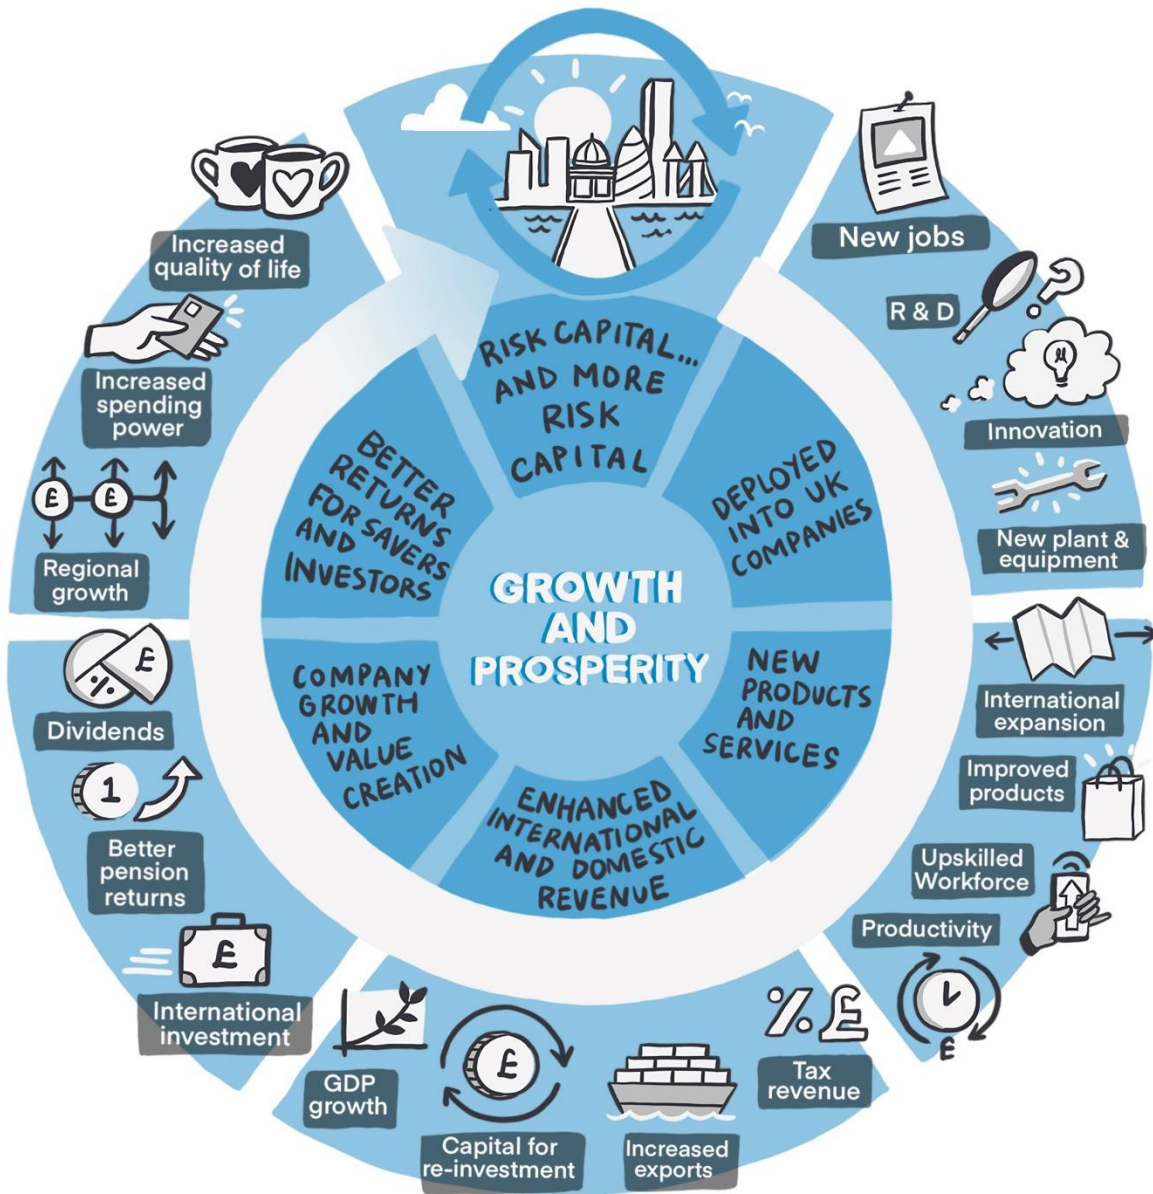 RISK CAPITAL...
AND MORE
RISK
CAPITAL
DEPLOYED
INTO UK
COMPANIES
NEW
PRODUCTS
AND
SERVICES
ENHANCED
INTERNATIONAL
AND DOMESTIC
REVENUE
COMPANY
GROWTH
AND
VALUE
CREATION
BETTER
RETURNS
FOR SAVERS
AND
INVESTORS
GROWTH
AND
PROSPERITY
New jobs
R & D
?
Innovation
New plant &
equipment
International
expansion
Improved
products
Upskilled
Workforce
Productivity
£
% £
Tax
revenue
Increased
exports
£
Capital for
re-investment
GDP
growth
£
International
investment
1
Better
pension
returns
% £
Dividends
£ £
Regional
growth
Increased
spending
power
Increased
quality of life